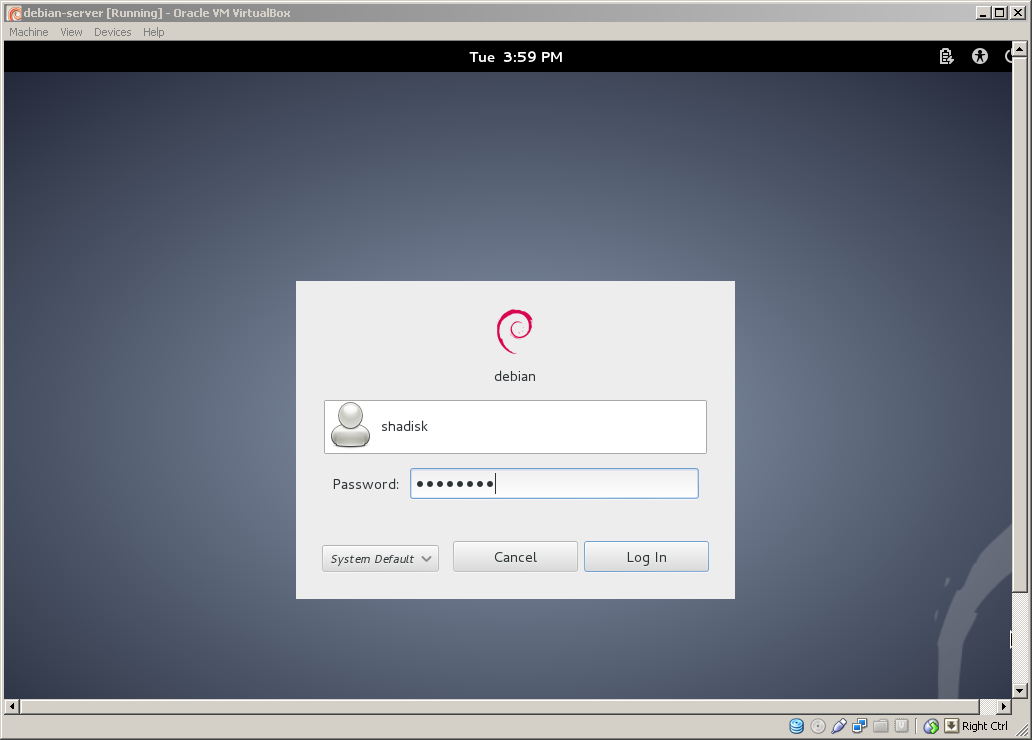 debian-server [Running] - Oracle VM VirtualBox
Machine View Devices Help
Tue 3:59 PM
debian
shadisk
Password: ••••••••
System Default Cancel Log In
Right Ctrl